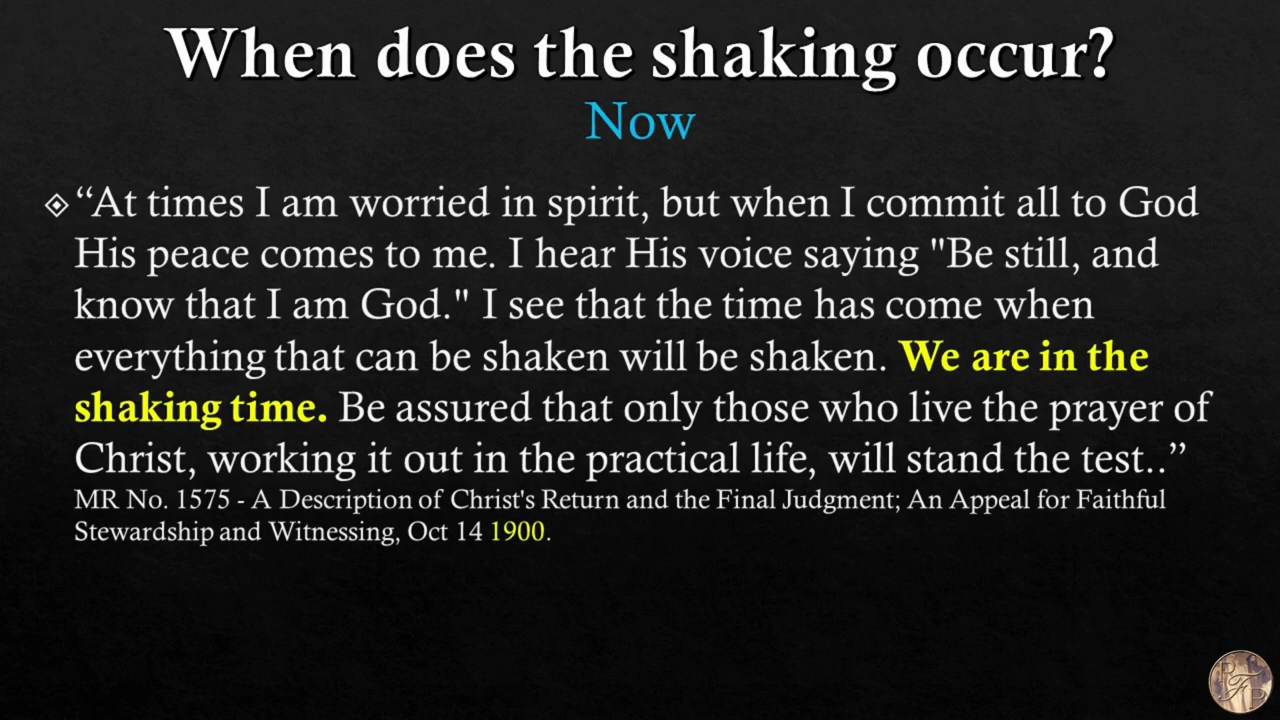 When does the shaking occur?
Now
“At times I am worried in spirit, but when I commit all to God
His peace comes to me. I hear His voice saying "Be still, and
know that I am God." I see that the time has come when
everything that can be shaken will be shaken. We are in the
shaking time. Be assured that only those who live the prayer of
Christ, working it out in the practical life, will stand the test..”
MR No. 1575 - A Description of Christ's Return and the Final Judgment; An Appeal for Faithful
Stewardship and Witnessing, Oct 14 1900.